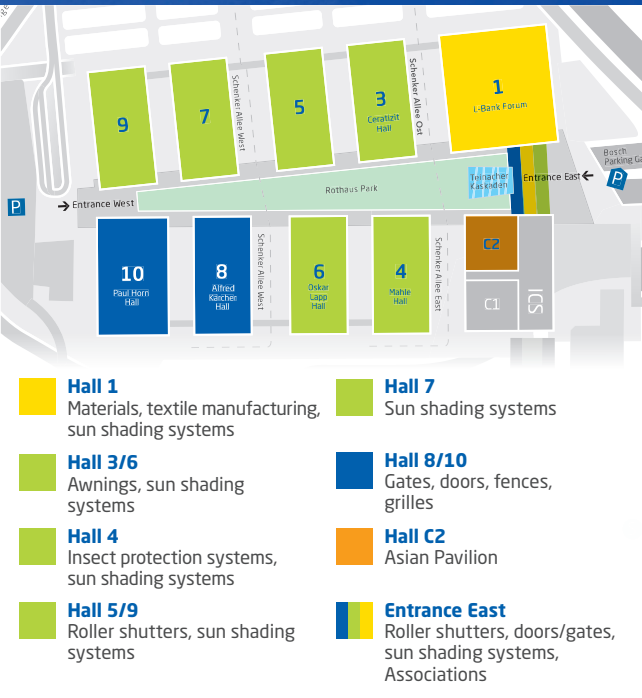 1
L-Bank Forum
3
Ceratizit
Hall
5
7
9
Schenker Allee West
Schenker Allee Ost
Bosch
Parking Ga
P
Entrance East
Teinacher
Kaskaden
Rothaus Park
P
Entrance West
10
Paul Horn
Hall
8
Alfred
Kärcher
Hall
Schenker Allee West
6
Oskar
Lapp
Hall
4
Mahle
Hall
Schenker Allee East
C2
C1
ICS
Hall 1
Materials, textile manufacturing,
sun shading systems
Hall 3/6
Awnings, sun shading
systems
Hall 4
Insect protection systems,
sun shading systems
Hall 5/9
Roller shutters, sun shading
systems
Hall 7
Sun shading systems
Hall 8/10
Gates, doors, fences,
grilles
Hall C2
Asian Pavilion
Entrance East
Roller shutters, doors/gates,
sun shading systems,
Associations